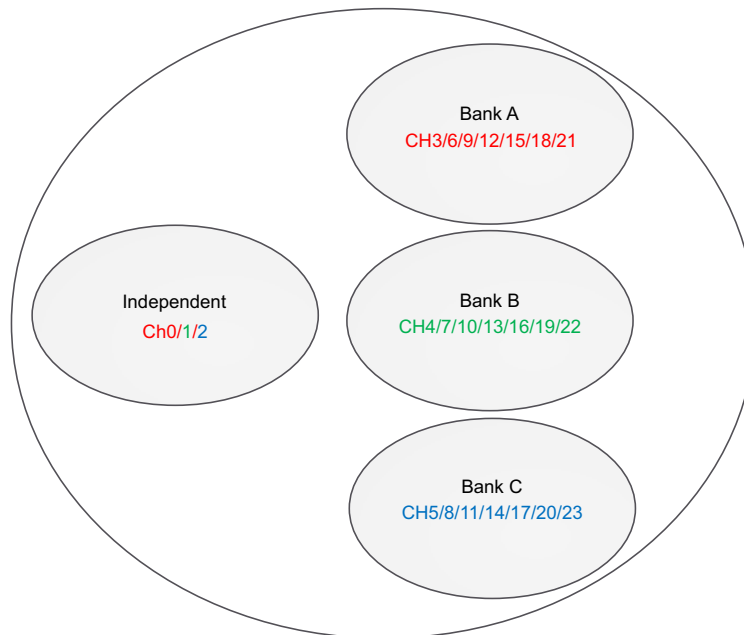 Bank A
CH3/6/9/12/15/18/21
Independent
Ch0/1/2
Bank B
CH4/7/10/13/16/19/22
Bank C
CH5/8/11/14/17/20/23